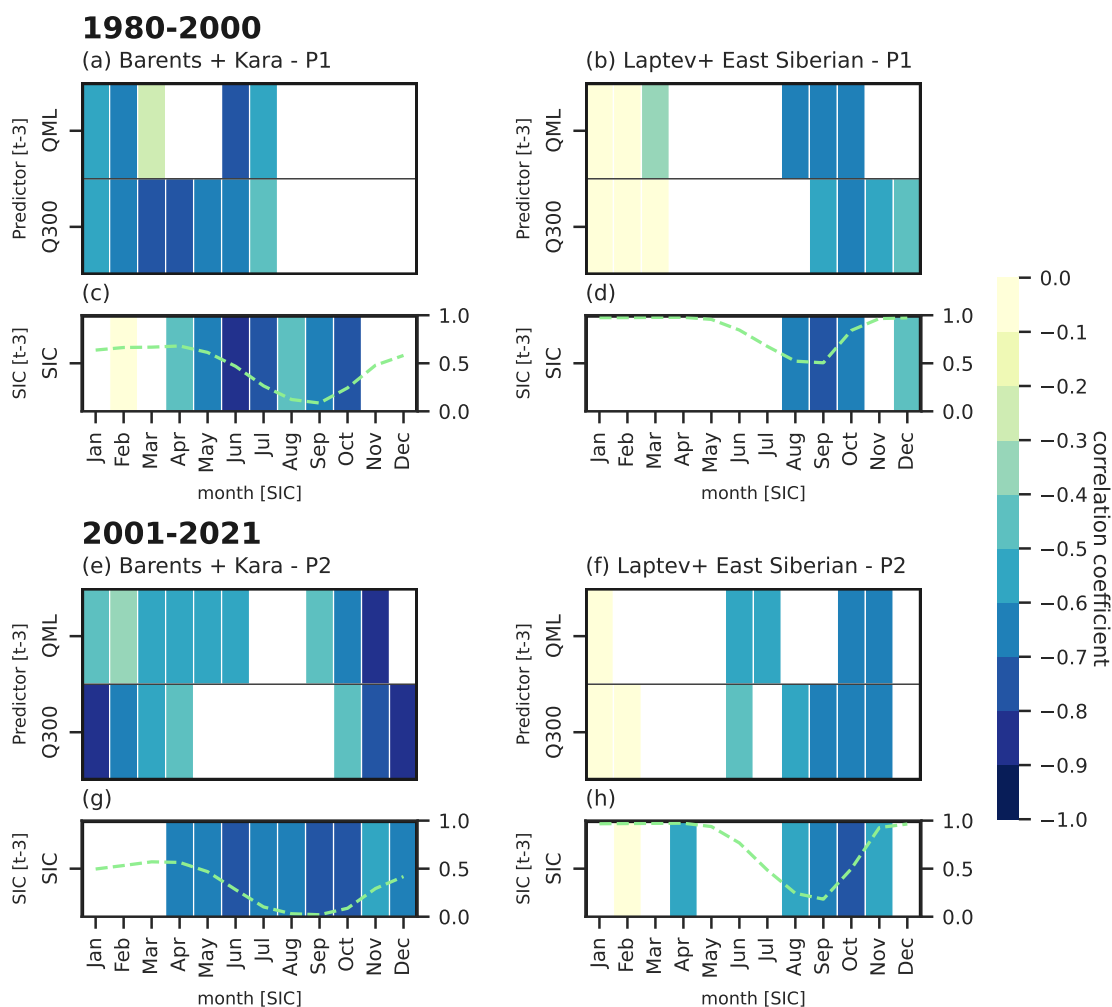 1980-2000
(a) Barents + Kara - P1
(b) Laptev+ East Siberian - P1
Predictor [t-3]
QML
Q300
Predictor [t-3]
QML
Q300
(c)
(d)
SIC [t-3]
SIC
1.0
0.5
0.0
SIC [t-3]
SIC
1.0
0.5
0.0
Jan Feb Mar Apr May Jun Jul Aug Sep Oct Nov Dec
Jan Feb Mar Apr May Jun Jul Aug Sep Oct Nov Dec
month [SIC]
month [SIC]
0.0
−0.1
−0.2
−0.3
−0.4
−0.5
−0.6
−0.7
−0.8
−0.9
−1.0
correlation coefficient
2001-2021
(e) Barents + Kara - P2
(f) Laptev+ East Siberian - P2
Predictor [t-3]
QML
Q300
Predictor [t-3]
QML
Q300
(g)
(h)
SIC [t-3]
SIC
1.0
0.5
0.0
SIC [t-3]
SIC
1.0
0.5
0.0
Jan Feb Mar Apr May Jun Jul Aug Sep Oct Nov Dec
Jan Feb Mar Apr May Jun Jul Aug Sep Oct Nov Dec
month [SIC]
month [SIC]